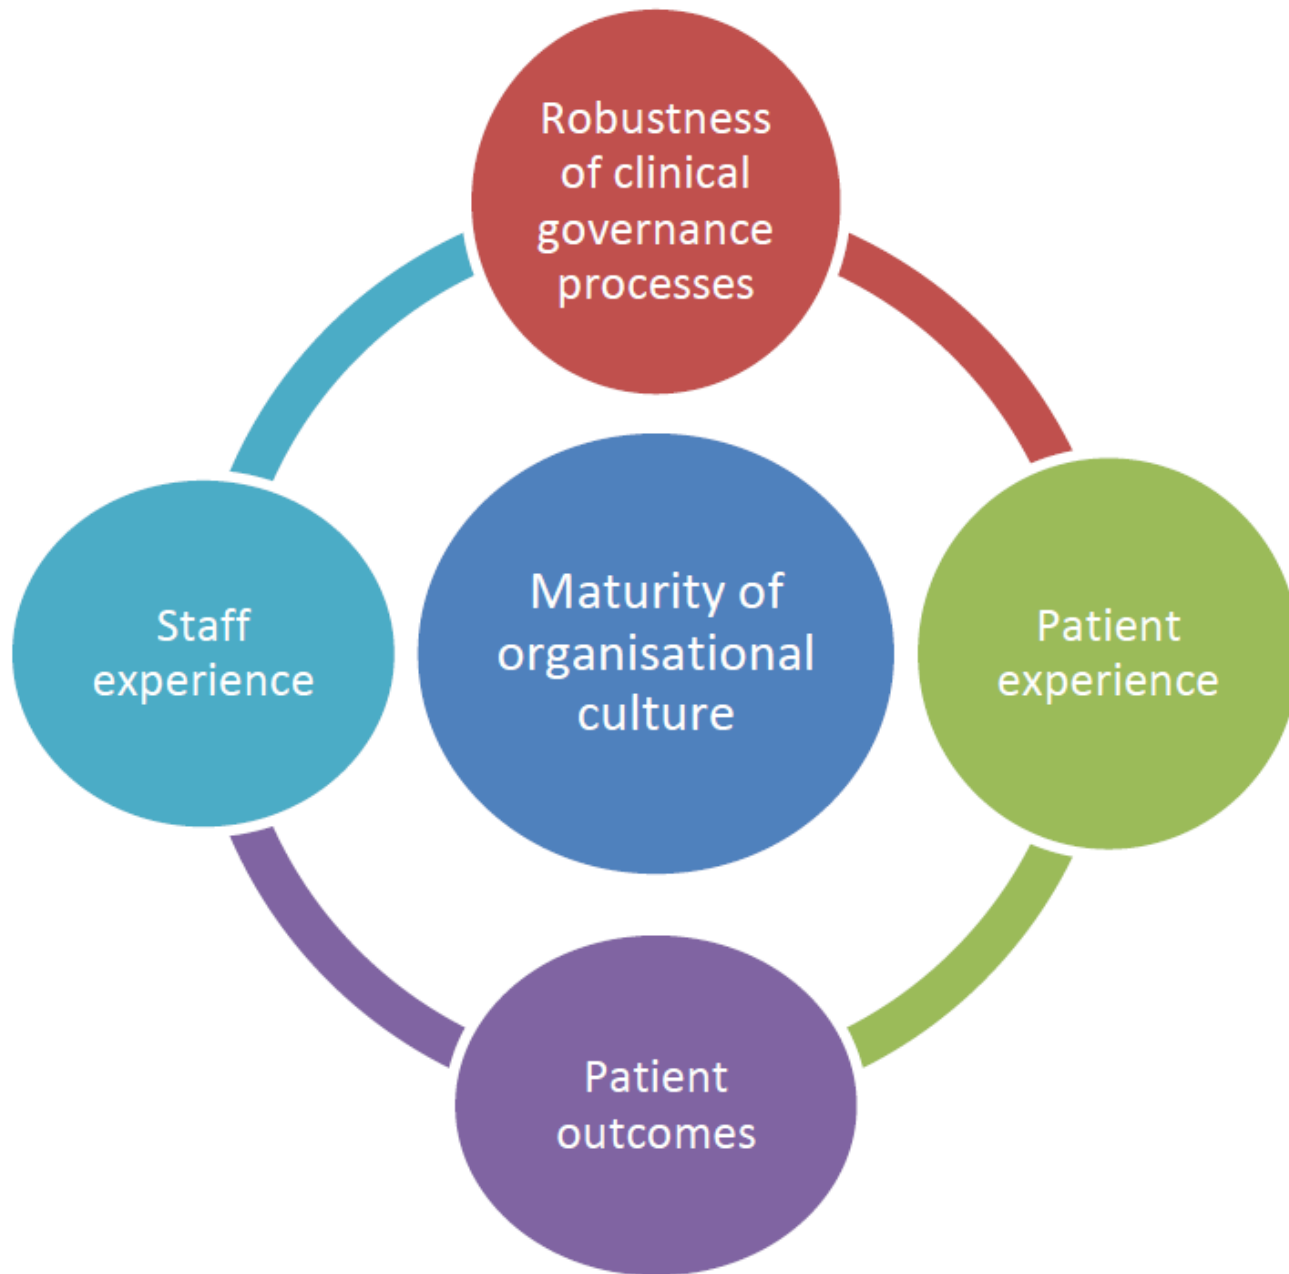 Robustness
of clinical
governance
processes
Staff
experience
Maturity of
organisational
culture
Patient
experience
Patient
outcomes